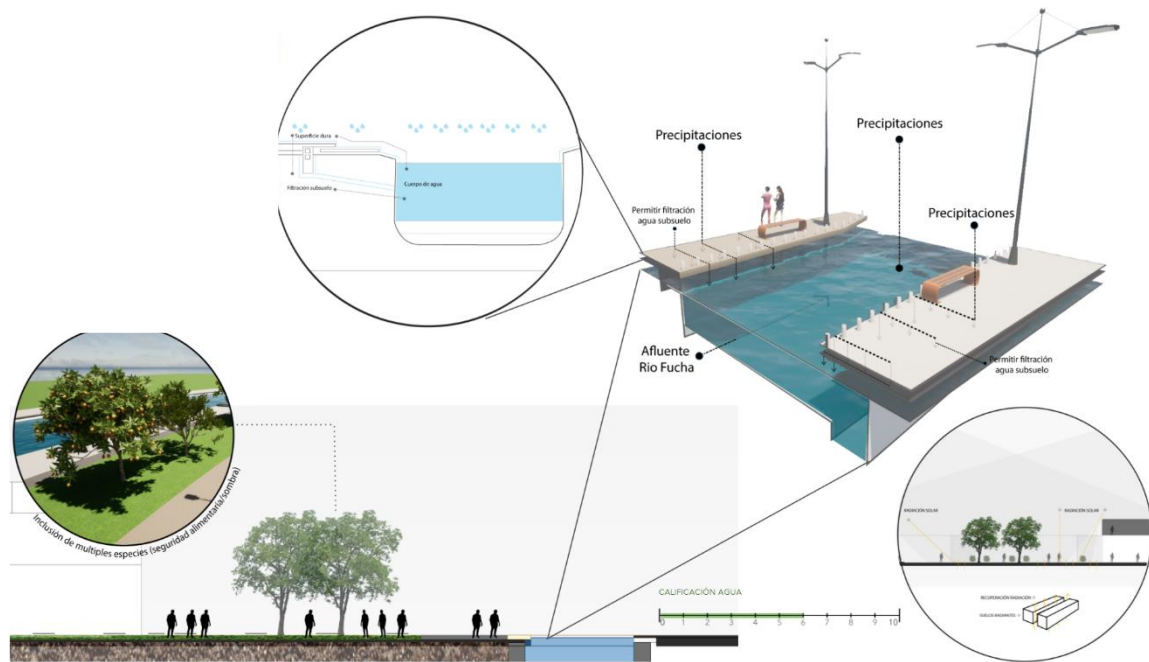 Superficie dura
Filtración subsuelo
Cuerpo de agua
Precipitaciones
Precipitaciones
Precipitaciones
Permitir filtración
agua subsuelo
Afluente
Rio Fucha
Permitir filtración
agua subsuelo
inclusión de multiples especies (seguridad alimentaria/sombra)
CALIFICACIÓN AGUA
0 1 2 3 4 5 6 7 8 9 10
RADIACIÓN SOLAR
RADIACIÓN SOLAR
RECUPERACIÓN RADIACIÓN
SUELOS RADIANTES